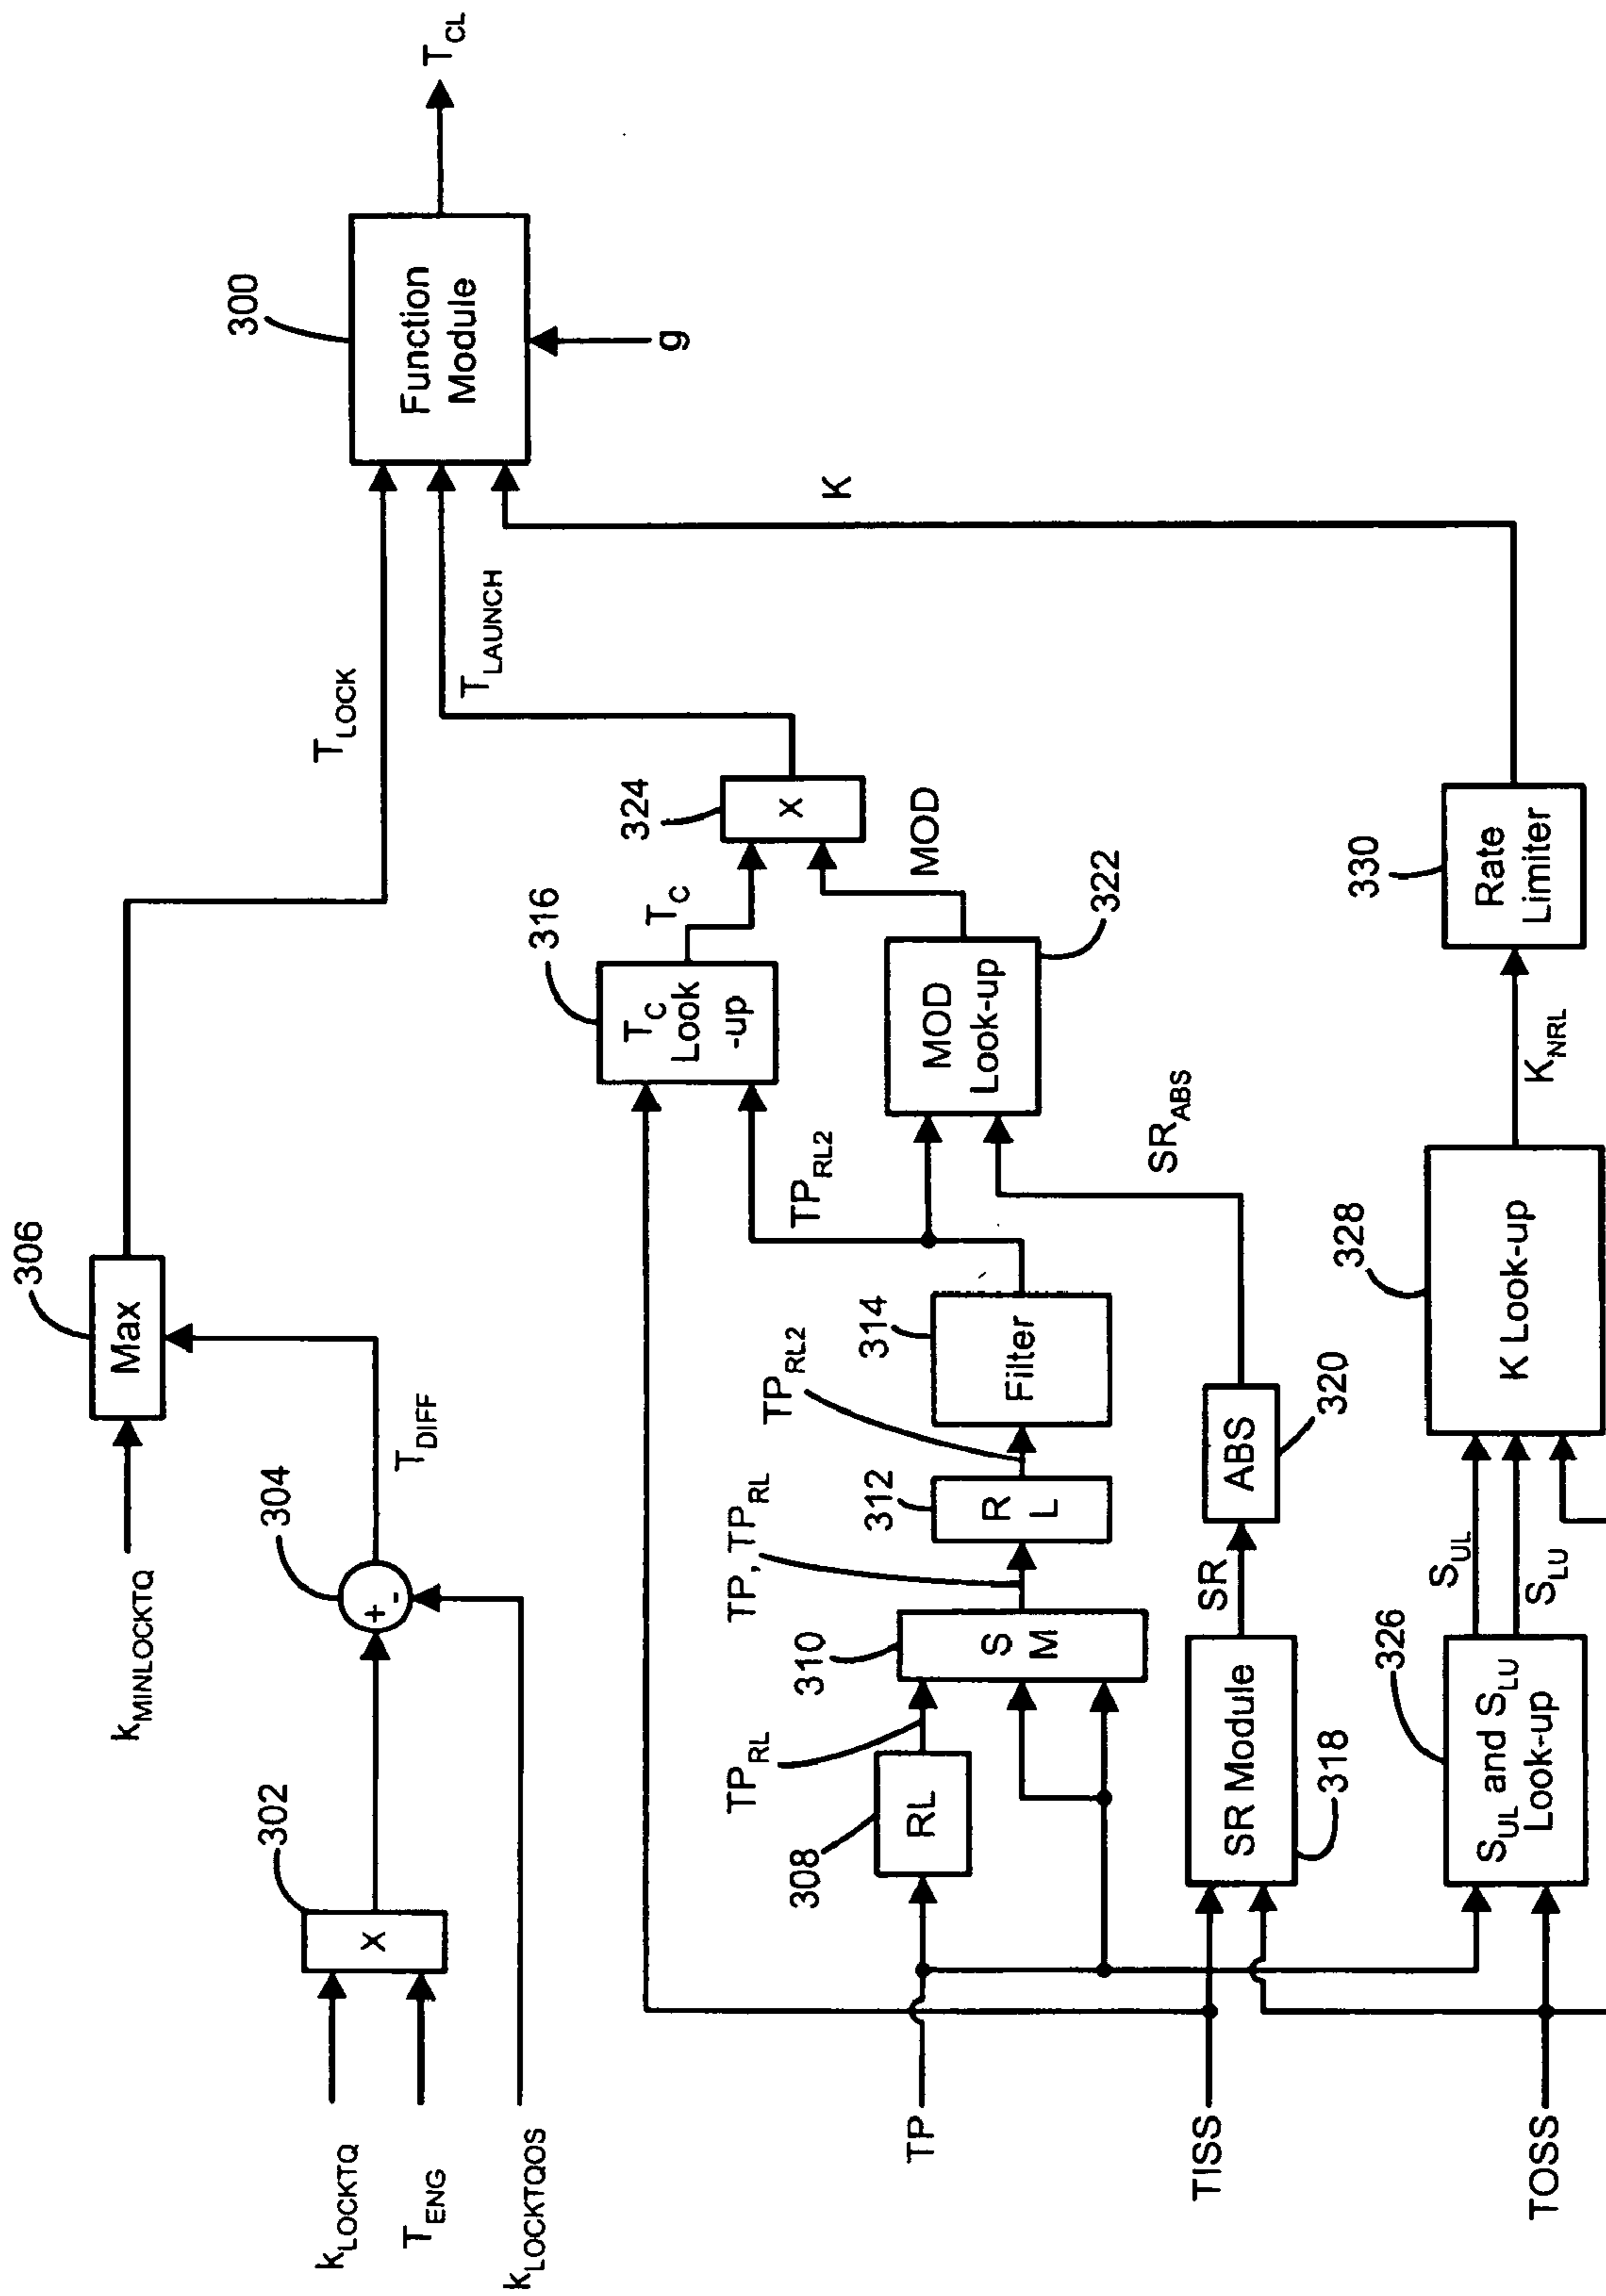 k_LOCKTQ
T_ENG
k_LOCKTQOS
302
X
k_MINLOCKTQ
304
+
-
T_DIFF
306
Max
T_LOCK
300
Function
Module
g
T_CL
TP
308
RL
TP_RL
310
S
M
TP, TP_RL
312
R
L
TP_RL2
314
Filter
TP_RL2
316
T_C
Look
-up
T_C
324
X
T_LAUNCH
MOD
Look-up
322
MOD
TISS
SR Module
318
SR
ABS
320
SR_ABS
TOSS
S_UL and S_LU
Look-up
326
S_UL
S_LU
328
K Look-up
K_NRL
330
Rate
Limiter
K